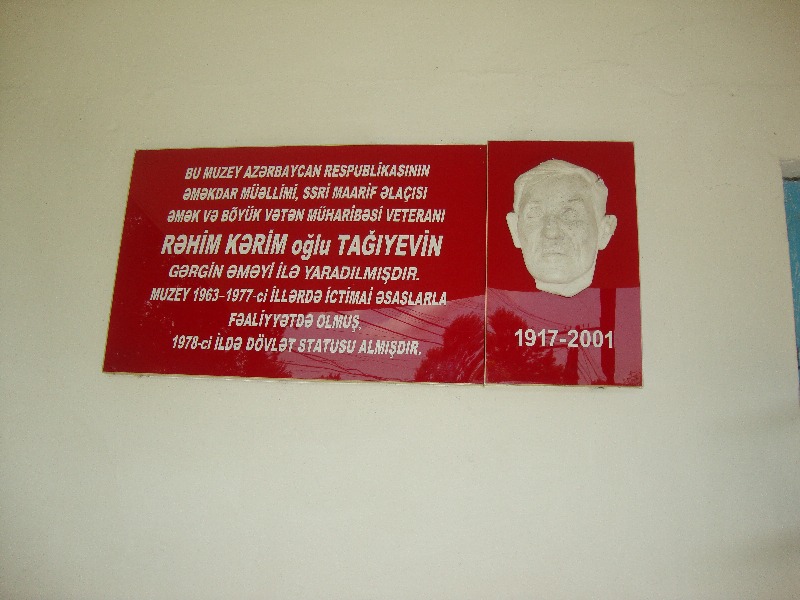 BU MUZEY AZƏRBAYCAN RESPUBLIKASININ
ƏMƏKDAR MÜƏLLİMİ, SSRİ MAARİF ƏLAÇISI
ƏMƏK VƏ BÖYÜK VƏTƏN MÜHARİBƏSİ VETERANI
RƏHİM KƏRİM oğlu TAĞIYEVİN
GƏRGİN ƏMƏYİ İLƏ YARADILMIŞDIR.
MUZEY 1963-1977-ci İLLƏRDƏ İCTİMAİ ƏSASLARLA
FƏALİYYƏTDƏ OLMUŞ,
1978-ci İLDƏ DÖVLƏT STATUSU ALMIŞDIR.
1917-2001